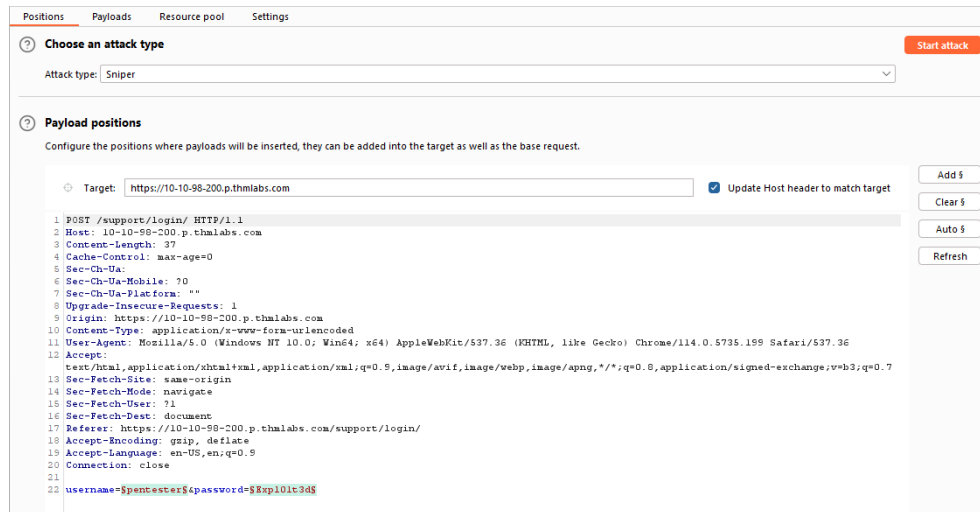 Positions Payloads Resource pool Settings
? Choose an attack type
Start attack
Attack type: Sniper
? Payload positions
Configure the positions where payloads will be inserted, they can be added into the target as well as the base request.
Add §
Target: https://10-10-98-200.p.thmlabs.com Update Host header to match target
Clear §
1 POST /support/login/ HTTP/1.1
2 Host: 10-10-98-200.p.thmlabs.com
Auto §
3 Content-Length: 37
4 Cache-Control: max-age=0
Refresh
5 Sec-Ch-Ua:
6 Sec-Ch-Ua-Mobile: ?0
7 Sec-Ch-Ua-Platform: ""
8 Upgrade-Insecure-Requests: 1
9 Origin: https://10-10-98-200.p.thmlabs.com
10 Content-Type: application/x-www-form-urlencoded
11 User-Agent: Mozilla/5.0 (Windows NT 10.0; Win64; x64) AppleWebKit/537.36 (KHTML, like Gecko) Chrome/114.0.5735.199 Safari/537.36
12 Accept:
text/html,application/xhtml+xml,application/xml;q=0.9,image/avif,image/webp,image/apng,*/*;q=0.8,application/signed-exchange;v=b3;q=0.7
13 Sec-Fetch-Site: same-origin
14 Sec-Fetch-Mode: navigate
15 Sec-Fetch-User: ?1
16 Sec-Fetch-Dest: document
17 Referer: https://10-10-98-200.p.thmlabs.com/support/login/
18 Accept-Encoding: gzip, deflate
19 Accept-Language: en-US,en;q=0.9
20 Connection: close
21
22 username=§pentester§&password=§Expl01t3d§